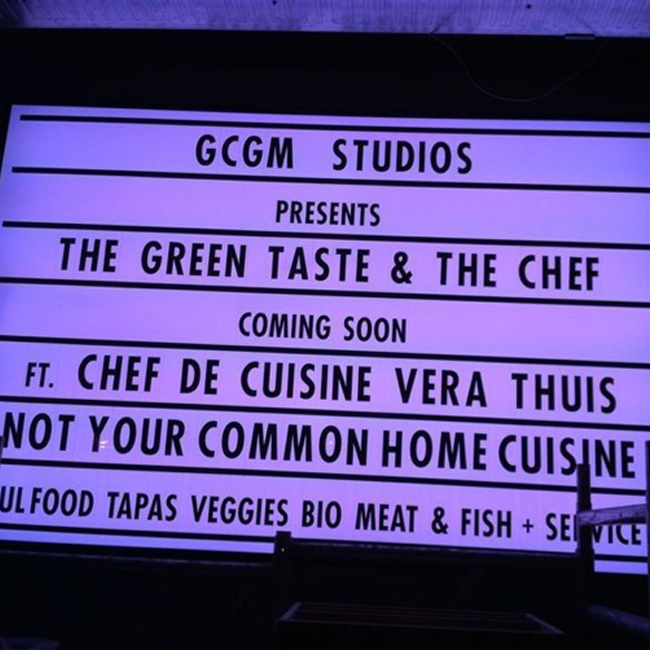 GCGM STUDIOS
PRESENTS
THE GREEN TASTE & THE CHEF
COMING SOON
FT. CHEF DE CUISINE VERA THUIS
NOT YOUR COMMON HOME CUISINE
ULFOOD TAPAS VEGGIES BIO MEAT & FISH + SERVICE